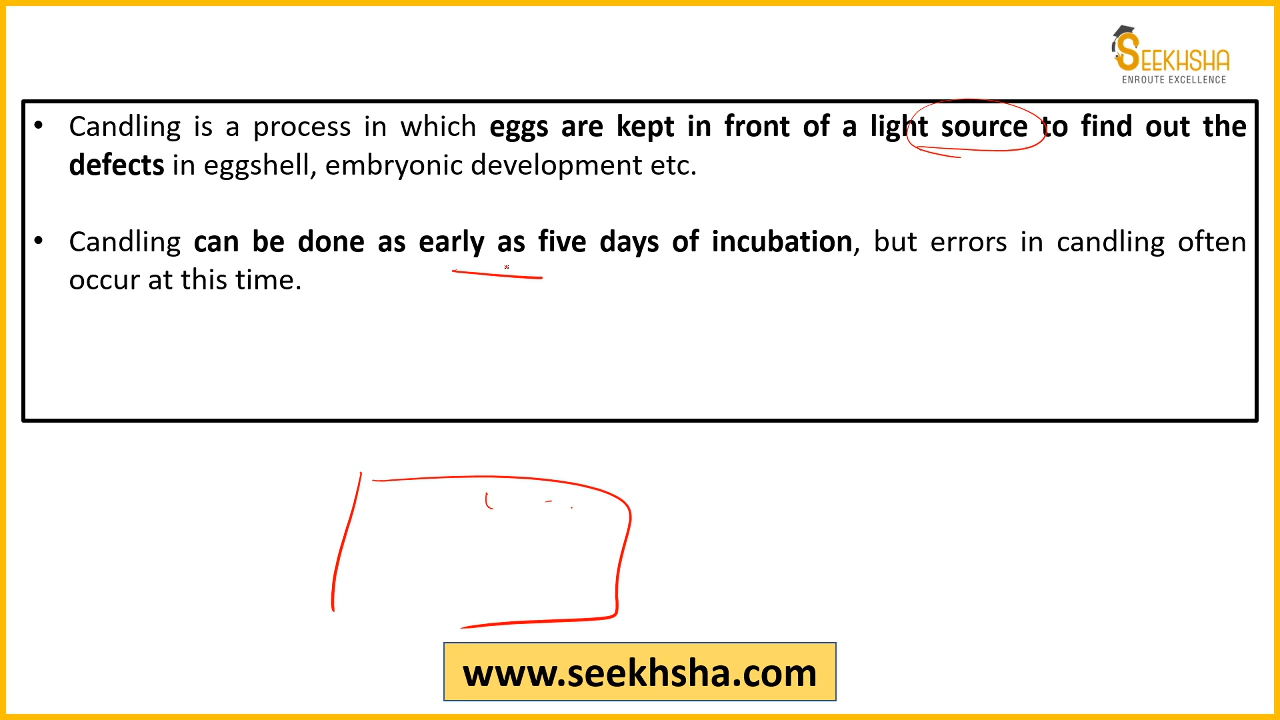 SEEKHSHA
ENROUTE EXCELLENCE
• Candling is a process in which eggs are kept in front of a light source to find out the
defects in eggshell, embryonic development etc.
• Candling can be done as early as five days of incubation, but errors in candling often
occur at this time.
www.seekhsha.com